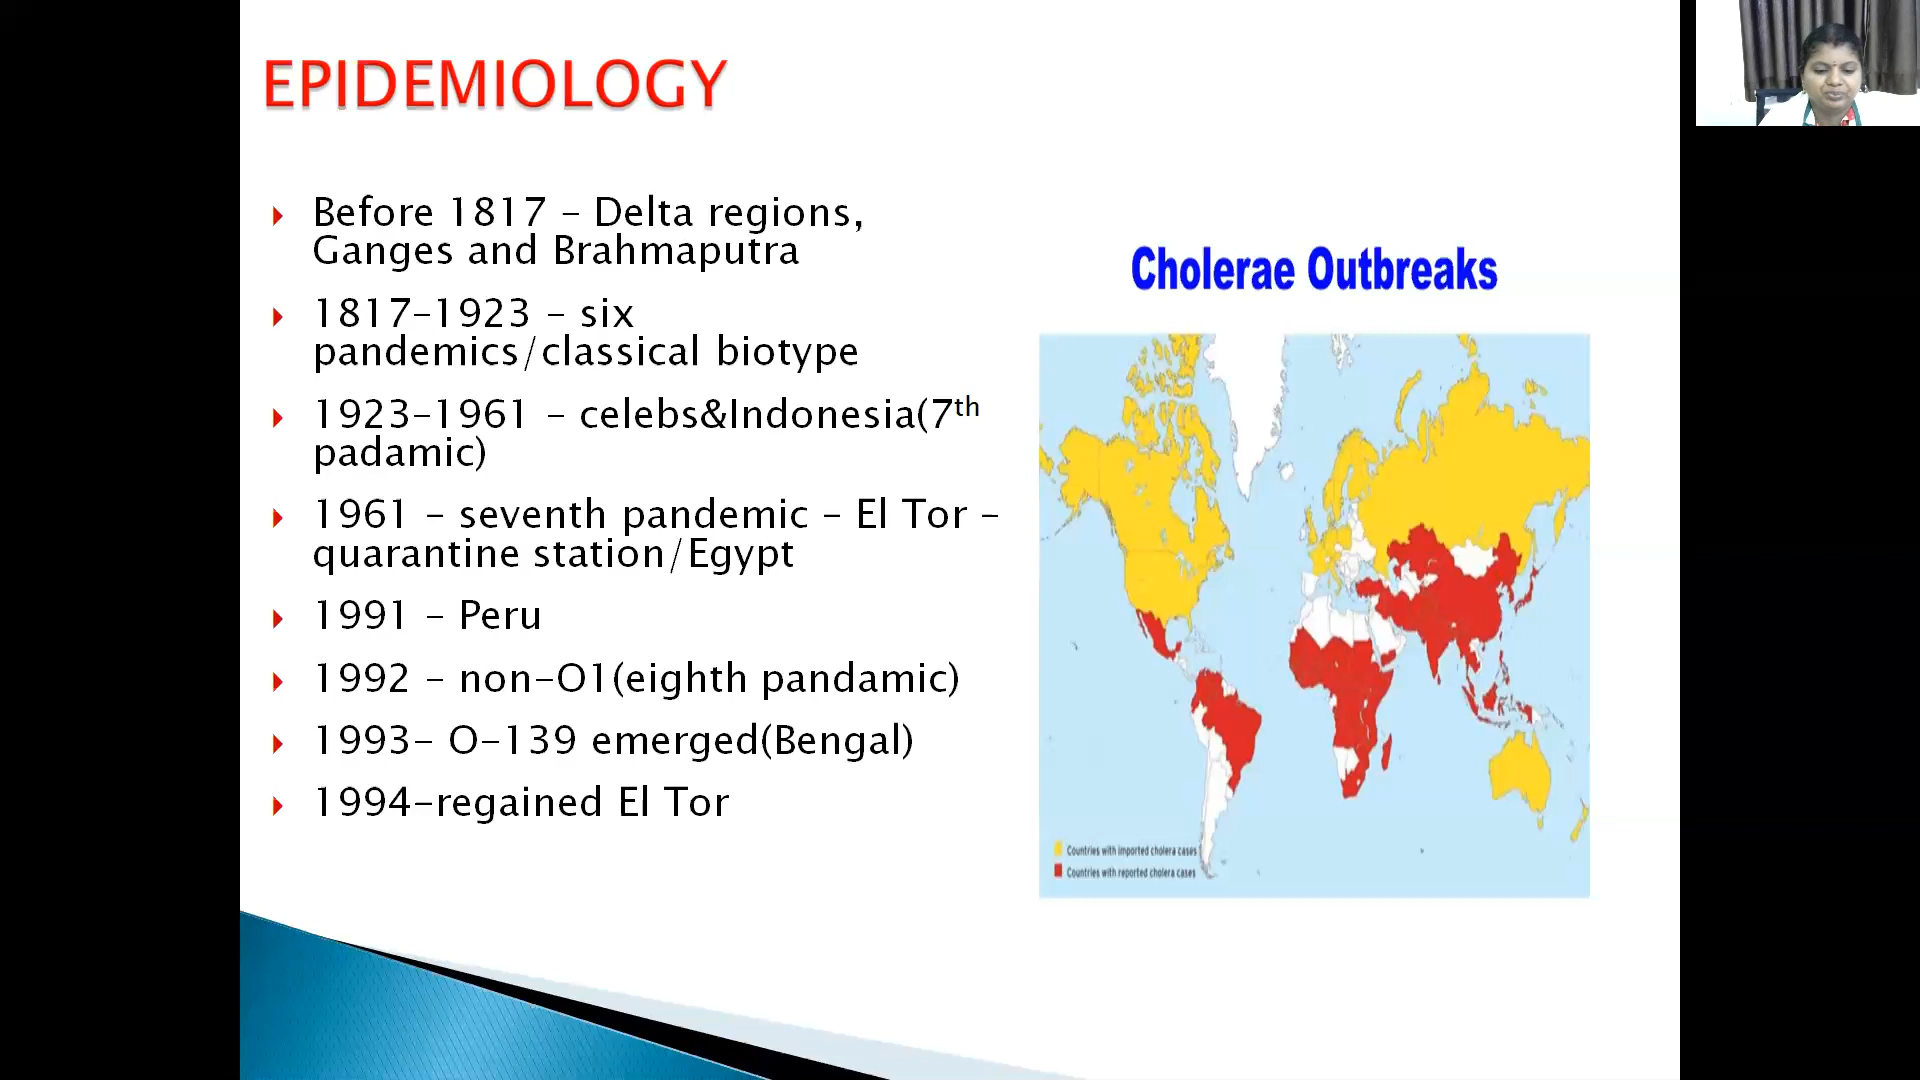 EPIDEMIOLOGY
Before 1817 – Delta regions,
Ganges and Brahmaputra
1817-1923 – six
pandemics/classical biotype
1923-1961 – celebs&Indonesia(7th
padamic)
1961 – seventh pandemic – El Tor –
quarantine station/Egypt
1991 – Peru
1992 – non-O1(eighth pandamic)
1993- O-139 emerged(Bengal)
1994-regained El Tor
Cholerae Outbreaks
Countries with imported cholera cases
Countries with reported cholera cases